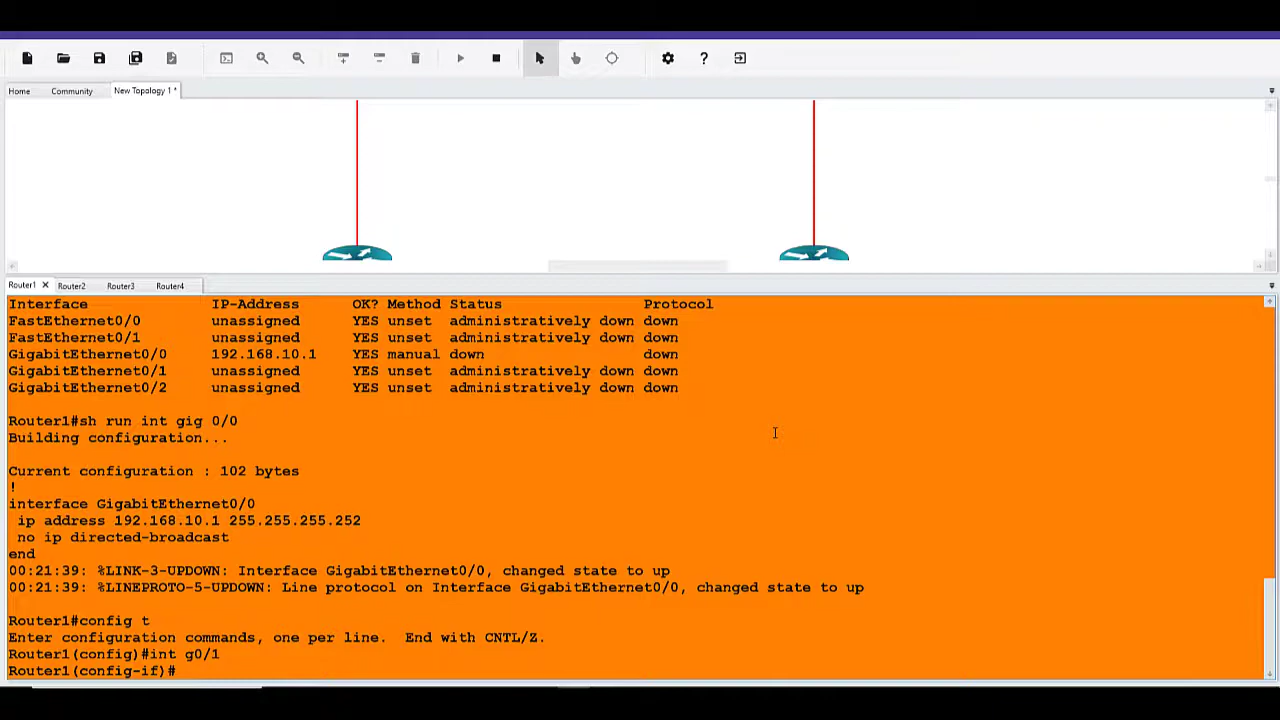 ?
Home Community New Topology 1 *
Router1 Router2 Router3 Router4
Interface IP-Address OK? Method Status Protocol
FastEthernet0/0 unassigned YES unset administratively down down
FastEthernet0/1 unassigned YES unset administratively down down
GigabitEthernet0/0 192.168.10.1 YES manual down down
GigabitEthernet0/1 unassigned YES unset administratively down down
GigabitEthernet0/2 unassigned YES unset administratively down down
Router1#sh run int gig 0/0
Building configuration...
Current configuration : 102 bytes
!
interface GigabitEthernet0/0
ip address 192.168.10.1 255.255.255.252
no ip directed-broadcast
end
00:21:39: %LINK-3-UPDOWN: Interface GigabitEthernet0/0, changed state to up
00:21:39: %LINEPROTO-5-UPDOWN: Line protocol on Interface GigabitEthernet0/0, changed state to up
Router1#config t
Enter configuration commands, one per line. End with CNTL/Z.
Router1(config)#int g0/1
Router1(config-if)#